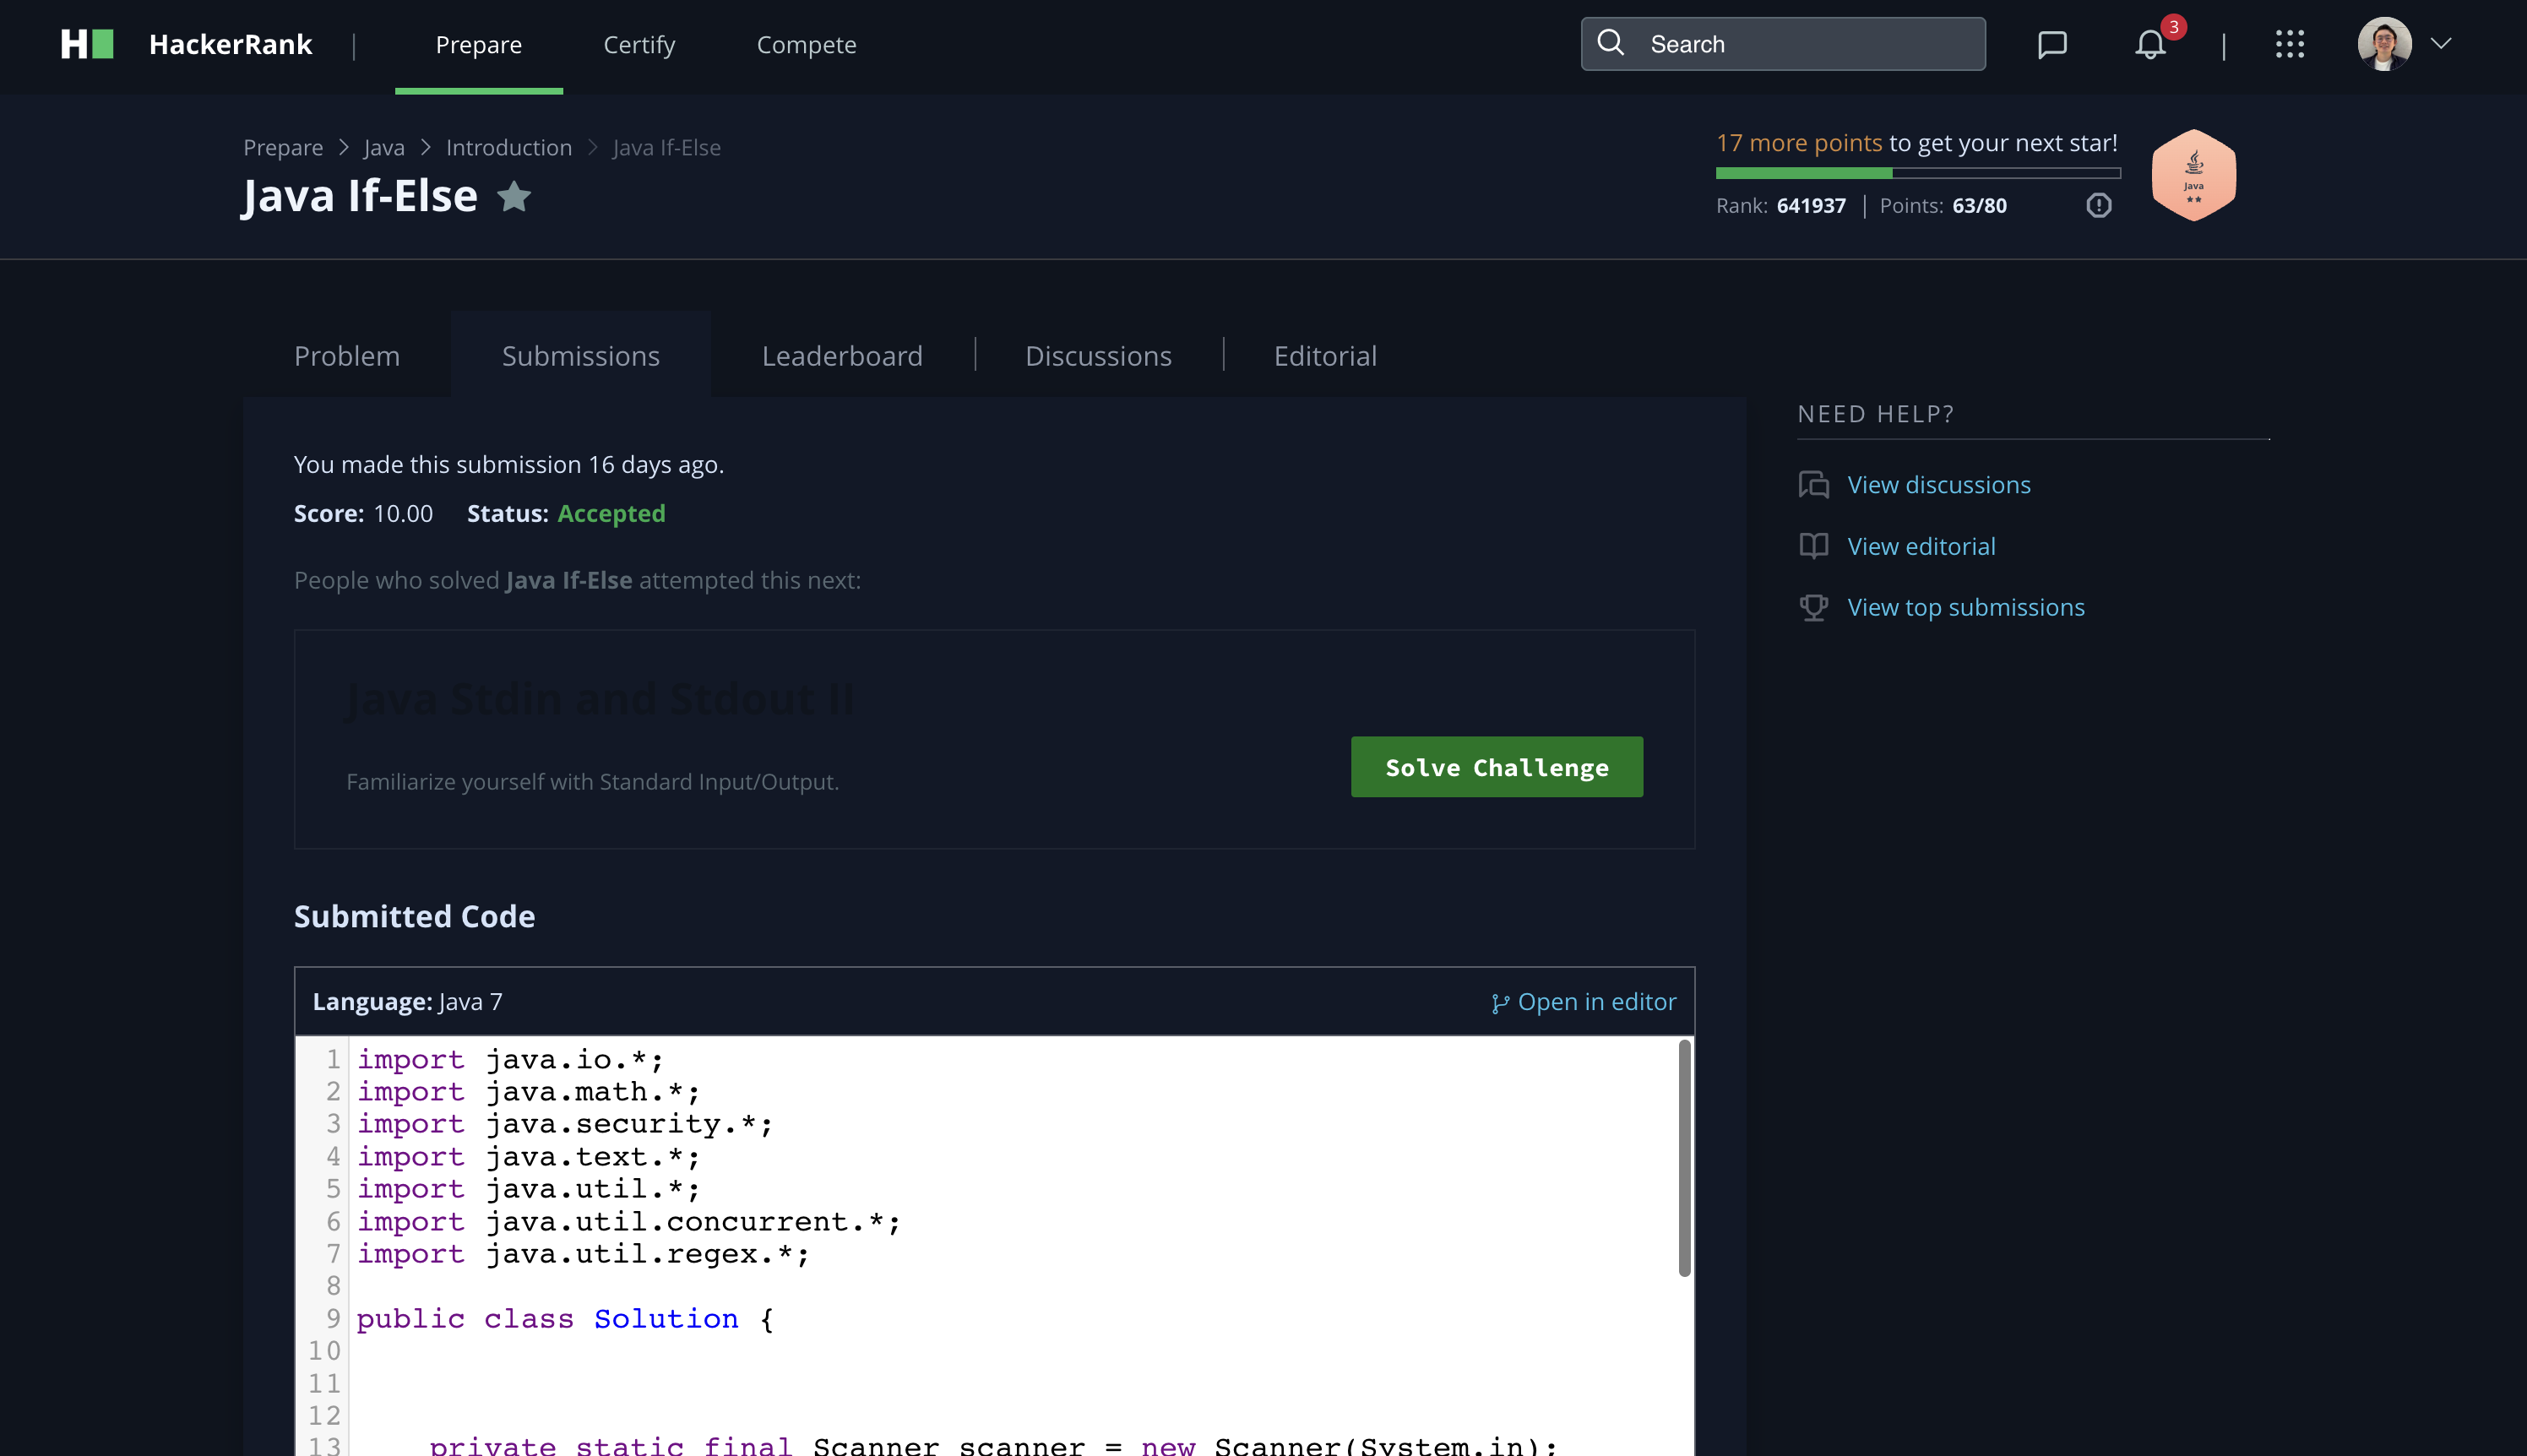 H HackerRank | Prepare Certify Compete Search 3 |
Prepare > Java > Introduction > Java If-Else
Java If-Else
17 more points to get your next star!
Rank: 641937 | Points: 63/80
Java
Problem Submissions Leaderboard Discussions Editorial
You made this submission 16 days ago.
Score: 10.00 Status: Accepted
People who solved Java If-Else attempted this next:
Java Stdin and Stdout II
Familiarize yourself with Standard Input/Output.
Solve Challenge
Submitted Code
Language: Java 7 Open in editor
1 import java.io.*;
2 import java.math.*;
3 import java.security.*;
4 import java.text.*;
5 import java.util.*;
6 import java.util.concurrent.*;
7 import java.util.regex.*;
8
9 public class Solution {
10
11
12
13 private static final Scanner scanner = new Scanner(System.in);
NEED HELP?
View discussions
View editorial
View top submissions